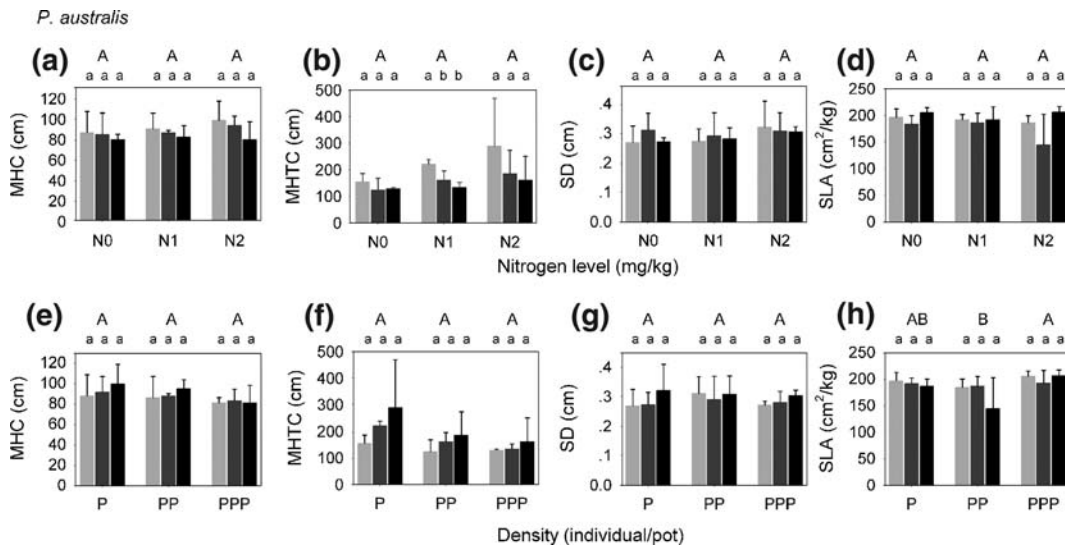 P. australis
(a) (b) (c) (d)
A A A A A A A A A A A A
a a a a a a a a a a a b b a a a a a a a a a a a a a a a a a a a a a a a
MHC (cm)
120
100
80
60
40
20
0
N0 N1 N2
MHTC (cm)
500
400
300
200
100
0
N0 N1 N2
SD (cm)
.4
.3
.2
.1
0.0
N0 N1 N2
SLA (cm²/kg)
250
200
150
100
50
0
N0 N1 N2
Nitrogen level (mg/kg)
(e) (f) (g) (h)
A A A A A A A A A AB B A
a a a a a a a a a a a a a a a a a a a a a a a a a a a a a a a a a a a a
MHC (cm)
120
100
80
60
40
20
0
P PP PPP
MHTC (cm)
500
400
300
200
100
0
P PP PPP
SD (cm)
.4
.3
.2
.1
0.0
P PP PPP
SLA (cm²/kg)
250
200
150
100
50
0
P PP PPP
Density (individual/pot)